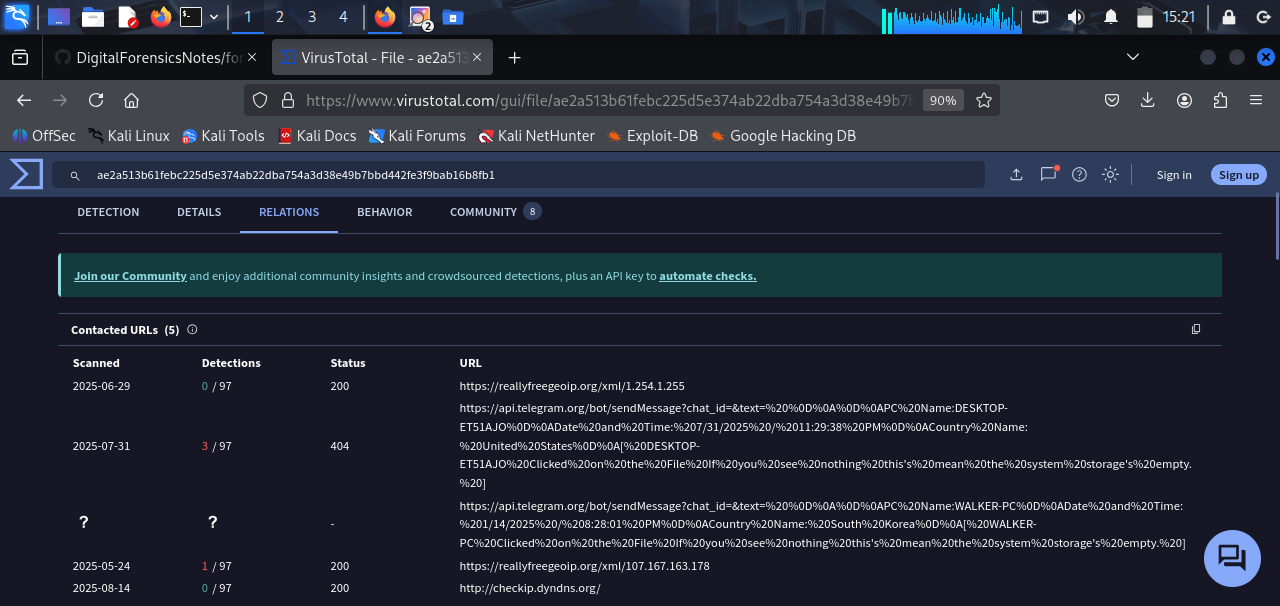 1 2 3 4 2 15:21
DigitalForensicsNotes/for VirusTotal - File - ae2a513
https://www.virustotal.com/gui/file/ae2a513b61febc225d5e374ab22dba754a3d38e49b7b 90%
OffSec Kali Linux Kali Tools Kali Docs Kali Forums Kali NetHunter Exploit-DB Google Hacking DB
ae2a513b61febc225d5e374ab22dba754a3d38e49b7bbd442fe3f9bab16b8fb1 Sign in Sign up
DETECTION DETAILS RELATIONS BEHAVIOR COMMUNITY 8
Join our Community and enjoy additional community insights and crowdsourced detections, plus an API key to automate checks.
Contacted URLs (5)
Scanned Detections Status URL
2025-06-29 0 / 97 200 https://reallyfreegeoip.org/xml/1.254.1.255
https://api.telegram.org/bot/sendMessage?chat_id=&text=%20%0D%0A%0D%0APC%20Name:DESKTOP-
ET51AJO%0D%0ADate%20and%20Time:%207/31/2025%20/%2011:29:38%20PM%0D%0ACountry%20Name:
2025-07-31 3 / 97 404 %20United%20States%0D%0A[%20DESKTOP-
ET51AJO%20Clicked%20on%20the%20File%20If%20you%20see%20nothing%20this's%20mean%20the%20system%20storage's%20empty.
%20]
https://api.telegram.org/bot/sendMessage?chat_id=&text=%20%0D%0A%0D%0APC%20Name:WALKER-PC%0D%0ADate%20and%20Time:
? ? - %201/14/2025%20/%208:28:01%20PM%0D%0ACountry%20Name:%20South%20Korea%0D%0A[%20WALKER-
PC%20Clicked%20on%20the%20File%20If%20you%20see%20nothing%20this's%20mean%20the%20system%20storage's%20empty.%20]
2025-05-24 1 / 97 200 https://reallyfreegeoip.org/xml/107.167.163.178
2025-08-14 0 / 97 200 http://checkip.dyndns.org/